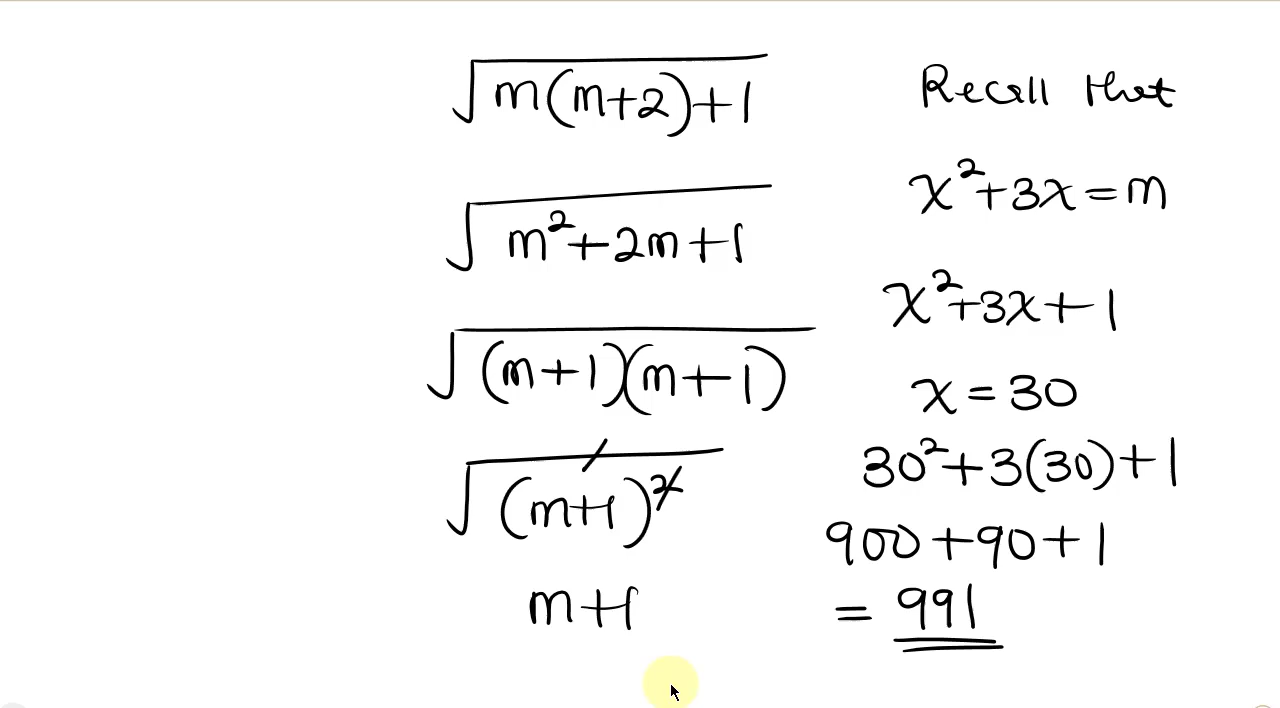 √(m(m+2)+1)
√(m²+2m+1)
√((m+1)(m+1))
√((m+1)²)
m+1
Recall that
x²+3x=m
x²+3x+1
x=30
30²+3(30)+1
900+90+1
=991